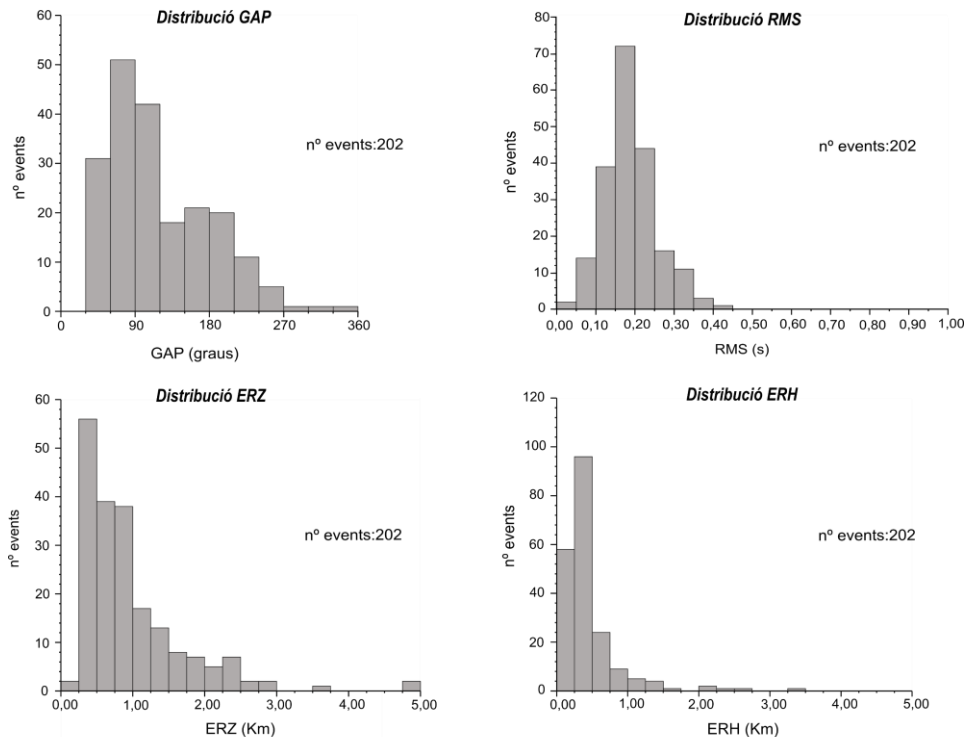 Distribució GAP
60
50
40
30
20
10
0
nº events
nº events:202
0 90 180 270 360
GAP (graus)
Distribució RMS
80
70
60
50
40
30
20
10
0
nº events
nº events:202
0,00 0,10 0,20 0,30 0,40 0,50 0,60 0,70 0,80 0,90 1,00
RMS (s)
Distribució ERZ
60
50
40
30
20
10
0
nº events
nº events:202
0,00 1,00 2,00 3,00 4,00 5,00
ERZ (Km)
Distribució ERH
120
100
80
60
40
20
0
nº events
nº events:202
0,00 1,00 2,00 3,00 4,00 5,00
ERH (Km)